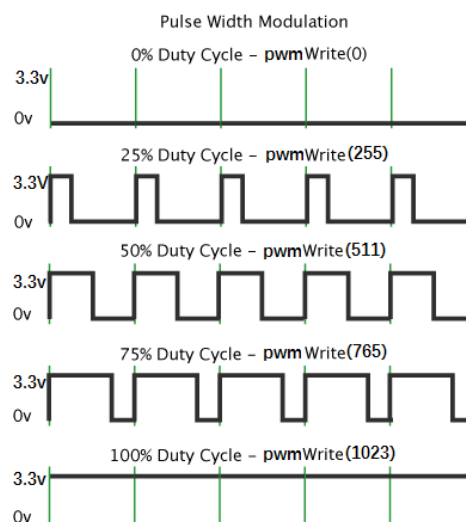 Pulse Width Modulation
0% Duty Cycle – pwmWrite(0)
3.3v
0v
25% Duty Cycle – pwmWrite(255)
3.3V
0v
50% Duty Cycle – pwmWrite(511)
3.3v
0v
75% Duty Cycle – pwmWrite(765)
3.3v
0v
100% Duty Cycle – pwmWrite(1023)
3.3v
0v